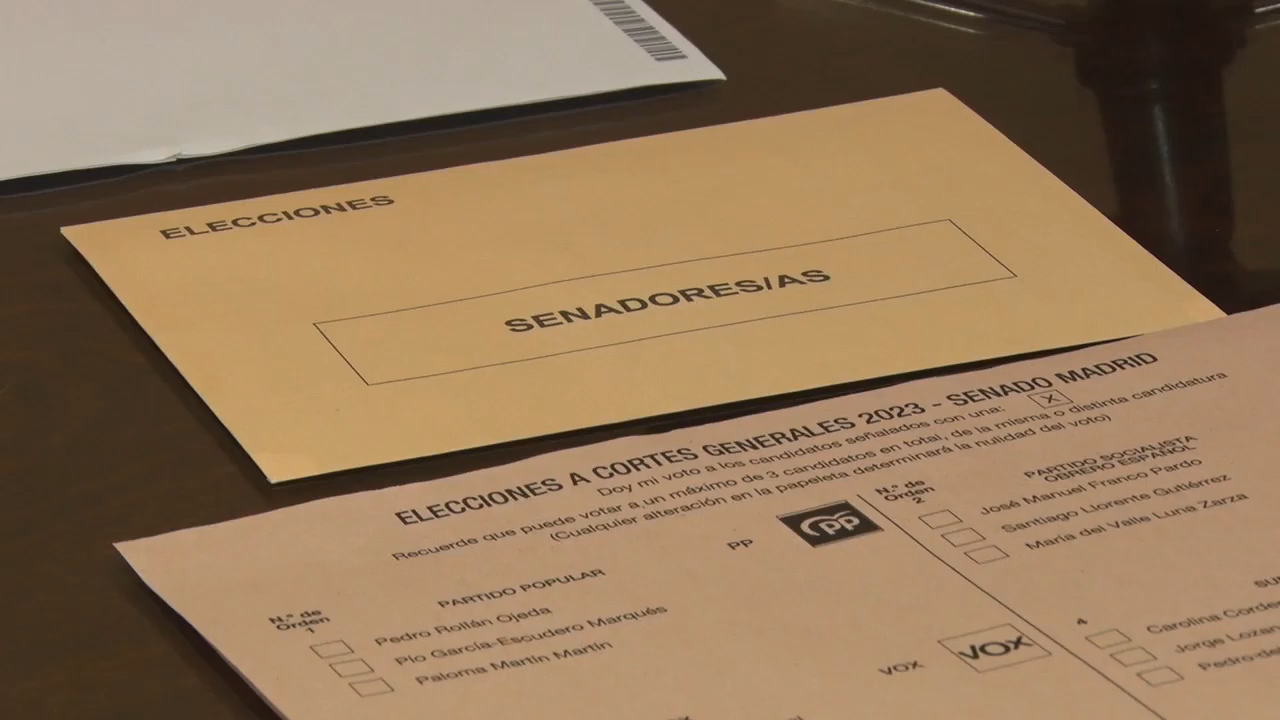 ELECCIONES
SENADORES/AS
ELECCIONES A CORTES GENERALES 2023 - SENADO MADRID
Doy mi voto a los candidatos señalados con una: X
Recuerde que puede votar a un máximo de 3 candidatos en total, de la misma o distinta candidatura
(Cualquier alteración en la papeleta determinará la nulidad del voto)
PP
PP
PARTIDO POPULAR
N.º de
Orden
1
Pedro Rollán Ojeda
Pío García-Escudero Marqués
Paloma Martín Martín
N.º de
Orden
2
PARTIDO SOCIALISTA
OBRERO ESPAÑOL
José Manuel Franco Pardo
Santiago Llorente Gutiérrez
María del Valle Luna Zarza
VOX
VOX
4
Carolina
Jorge